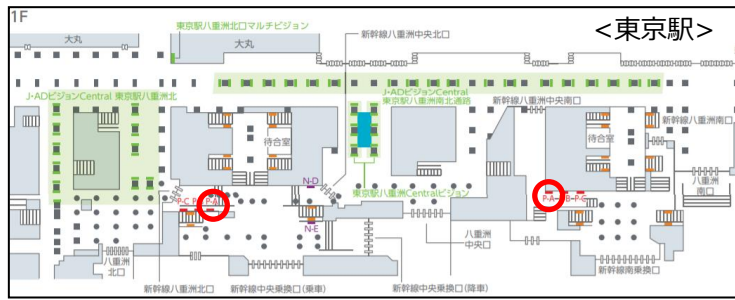 1F
<東京駅>
東京駅八重洲北口マルチビジョン
新幹線八重洲中央北口
大丸
大丸
J・ADビジョンCentral 東京駅八重洲北
J・ADビジョンCentral
東京駅八重洲南北通路
新幹線八重洲中央南口
新幹線八重洲南口
待合室
待合室
八重洲
南口
東京駅八重洲Centralビジョン
N-D
P-C
P-A
P-A
P-C
N-E
八重洲
北口
八重洲
中央口
新幹線南乗換口
新幹線八重洲北口
新幹線中央乗換口(乗車)
新幹線中央乗換口(降車)